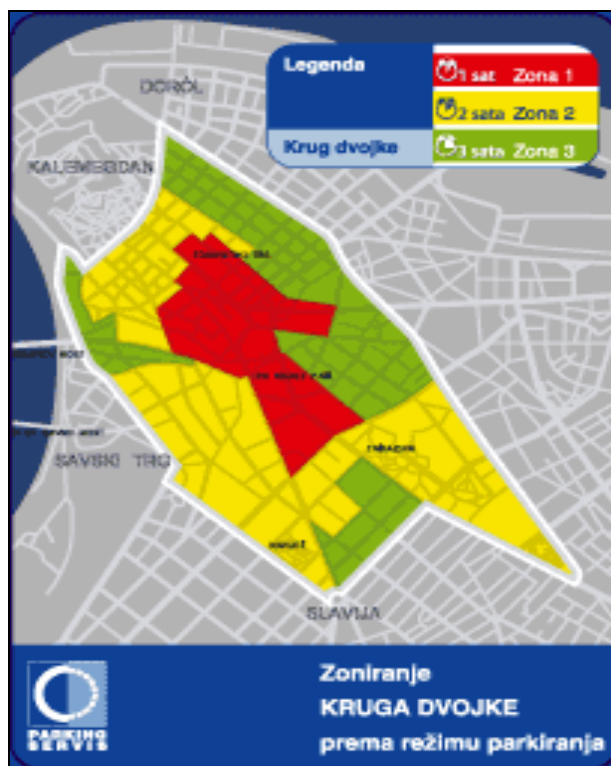 Legenda
1 sat Zona 1
2 sata Zona 2
Krug dvojke
3 sata Zona 3
DORĆOL
KALEMEGDAN
SAVSKI TRG
SLAVIJA
PARKING
SERVIS
Zoniranje
KRUGA DVOJKE
prema režimu parkiranja